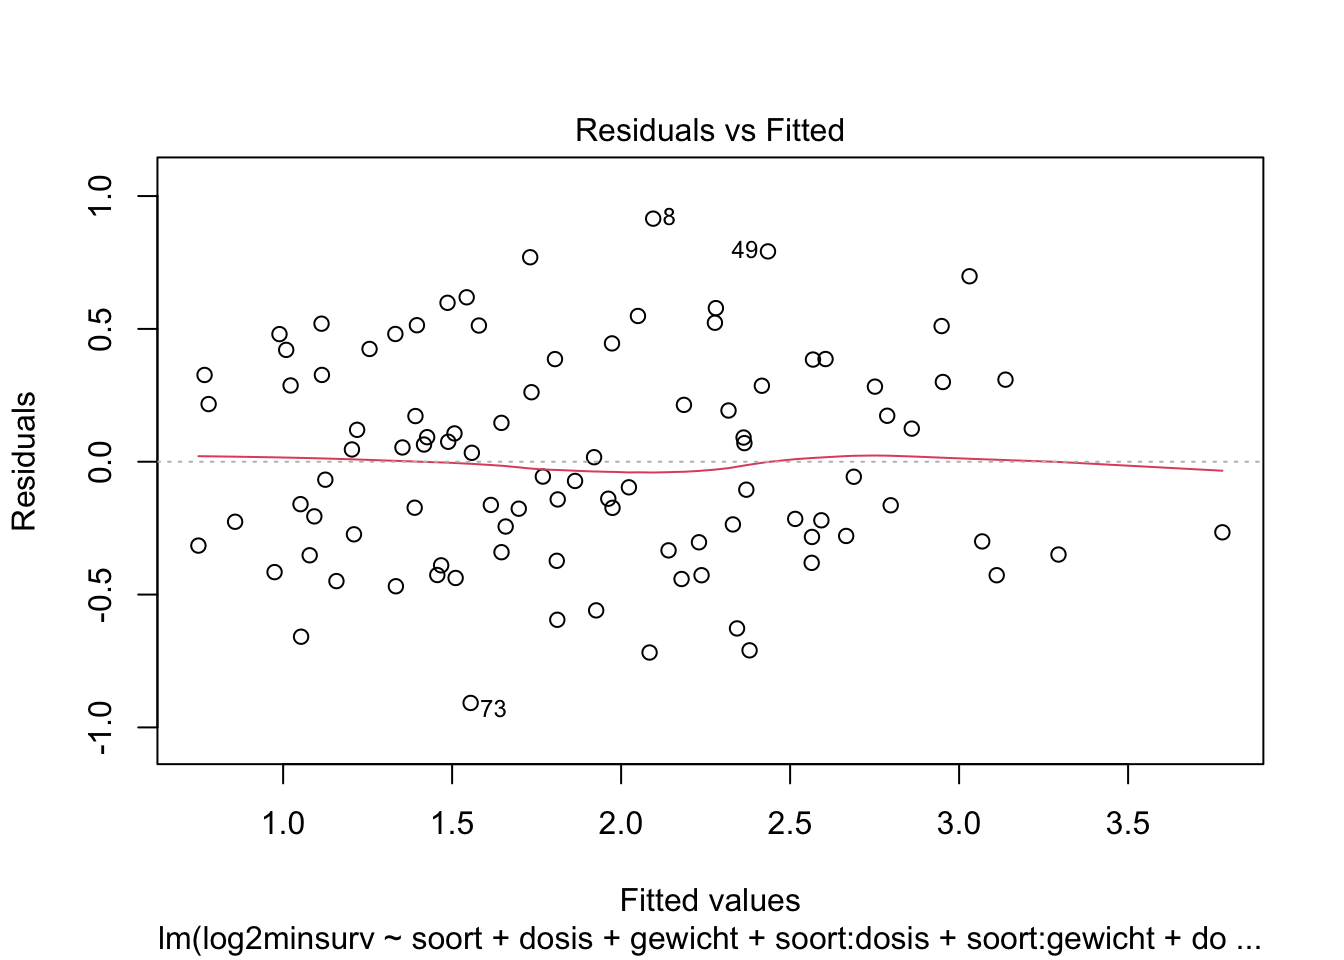 Residuals vs Fitted
Residuals
1.0
0.5
0.0
-0.5
-1.0
8
49
73
1.0 1.5 2.0 2.5 3.0 3.5
Fitted values
lm(log2minsurv ~ soort + dosis + gewicht + soort:dosis + soort:gewicht + do ...